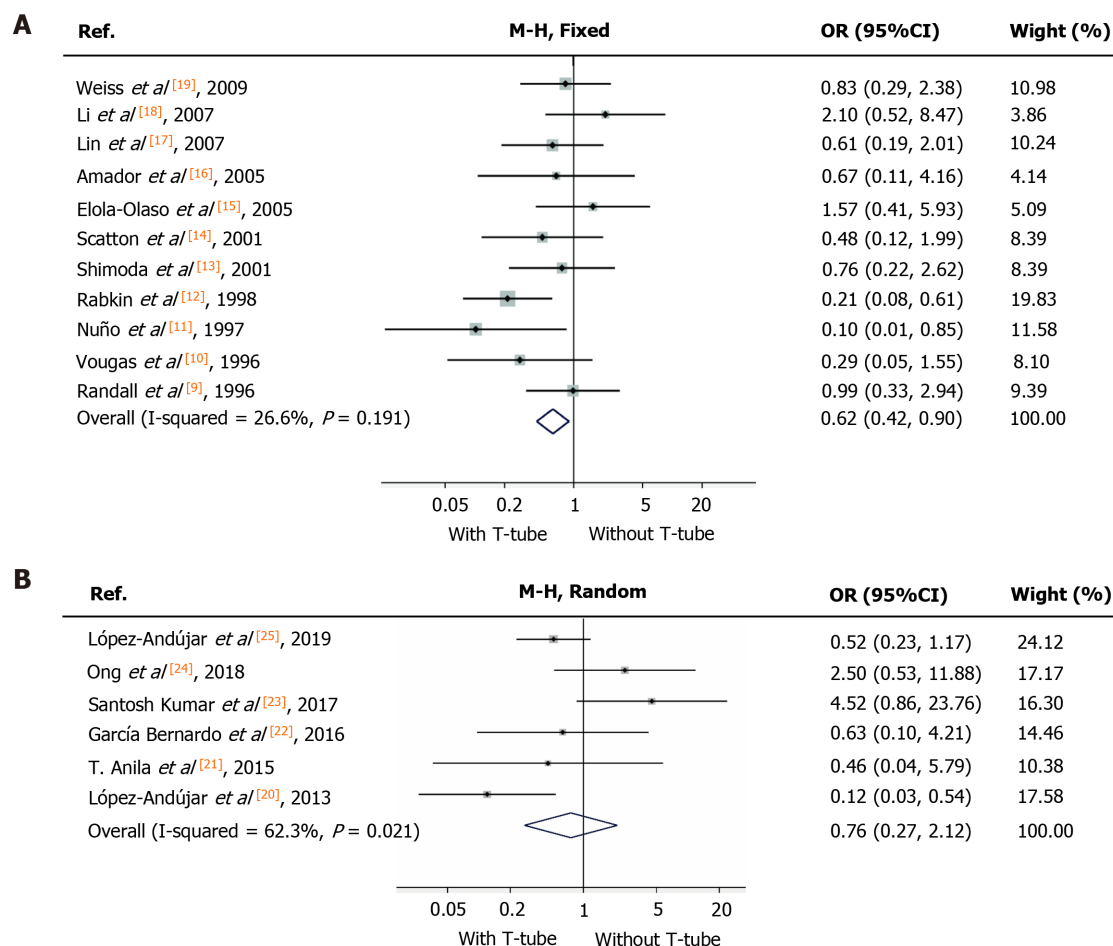 A
Ref. M-H, Fixed OR (95%CI) Wight (%)
Weiss et al [19], 2009 0.83 (0.29, 2.38) 10.98
Li et al [18], 2007 2.10 (0.52, 8.47) 3.86
Lin et al [17], 2007 0.61 (0.19, 2.01) 10.24
Amador et al [16], 2005 0.67 (0.11, 4.16) 4.14
Elola-Olaso et al [15], 2005 1.57 (0.41, 5.93) 5.09
Scatton et al [14], 2001 0.48 (0.12, 1.99) 8.39
Shimoda et al [13], 2001 0.76 (0.22, 2.62) 8.39
Rabkin et al [12], 1998 0.21 (0.08, 0.61) 19.83
Nuño et al [11], 1997 0.10 (0.01, 0.85) 11.58
Vougas et al [10], 1996 0.29 (0.05, 1.55) 8.10
Randall et al [9], 1996 0.99 (0.33, 2.94) 9.39
Overall (I-squared = 26.6%, P = 0.191) 0.62 (0.42, 0.90) 100.00
0.05 0.2 1 5 20
With T-tube Without T-tube
B
Ref. M-H, Random OR (95%CI) Wight (%)
López-Andújar et al [25], 2019 0.52 (0.23, 1.17) 24.12
Ong et al [24], 2018 2.50 (0.53, 11.88) 17.17
Santosh Kumar et al [23], 2017 4.52 (0.86, 23.76) 16.30
García Bernardo et al [22], 2016 0.63 (0.10, 4.21) 14.46
T. Anila et al [21], 2015 0.46 (0.04, 5.79) 10.38
López-Andújar et al [20], 2013 0.12 (0.03, 0.54) 17.58
Overall (I-squared = 62.3%, P = 0.021) 0.76 (0.27, 2.12) 100.00
0.05 0.2 1 5 20
With T-tube Without T-tube